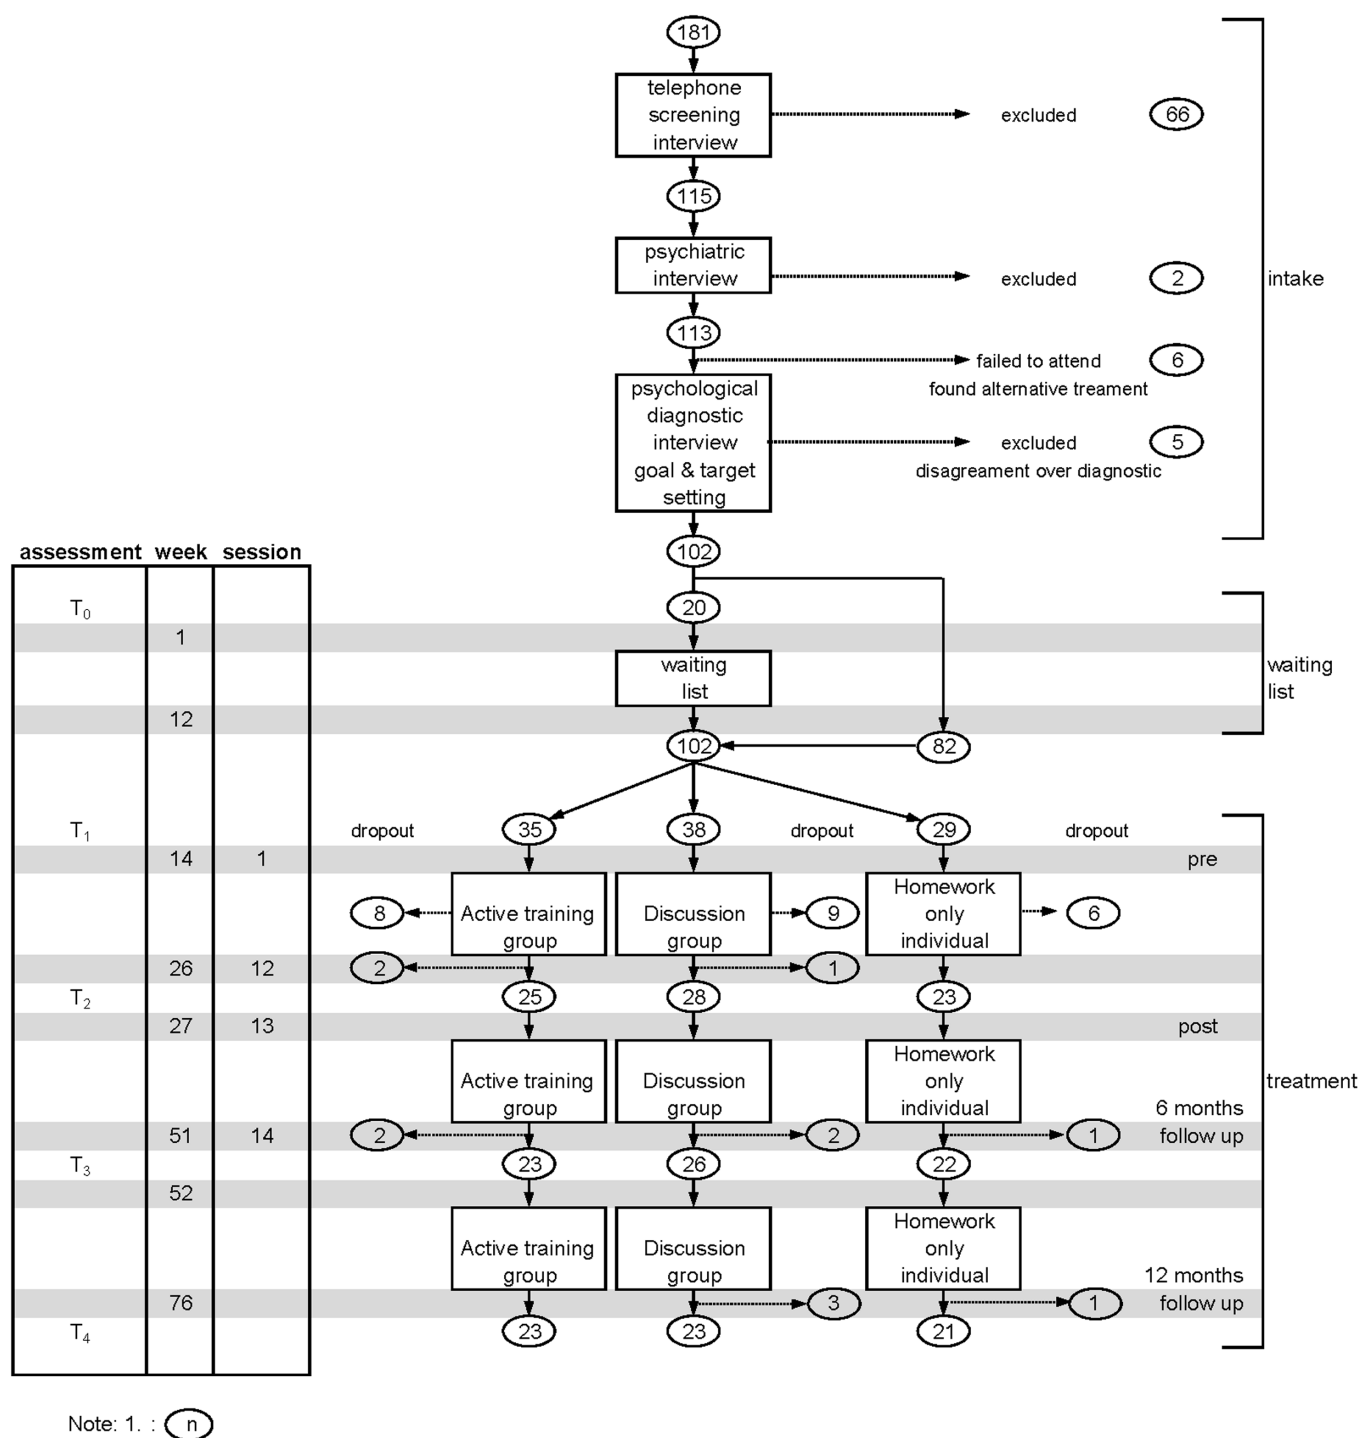 181
telephone
screening
interview
excluded 66
115
psychiatric
interview
excluded 2
intake
113
failed to attend 6
found alternative treament
psychological
diagnostic
interview
goal & target
setting
excluded 5
disagreament over diagnostic
102
assessment week session
T0
20
1
waiting
list
waiting
list
12
102 82
T1 dropout 35 38 dropout 29 dropout
14 1 pre
Active training
group
Discussion
group
Homework
only
individual
8 9 6
26 12 2 1
T2 25 28 23
27 13 post
Active training
group
Discussion
group
Homework
only
individual
treatment
6 months
follow up
51 14 2 2 1
T3 23 26 22
52
Active training
group
Discussion
group
Homework
only
individual
12 months
follow up
76 3 1
T4 23 23 21
Note: 1. : n